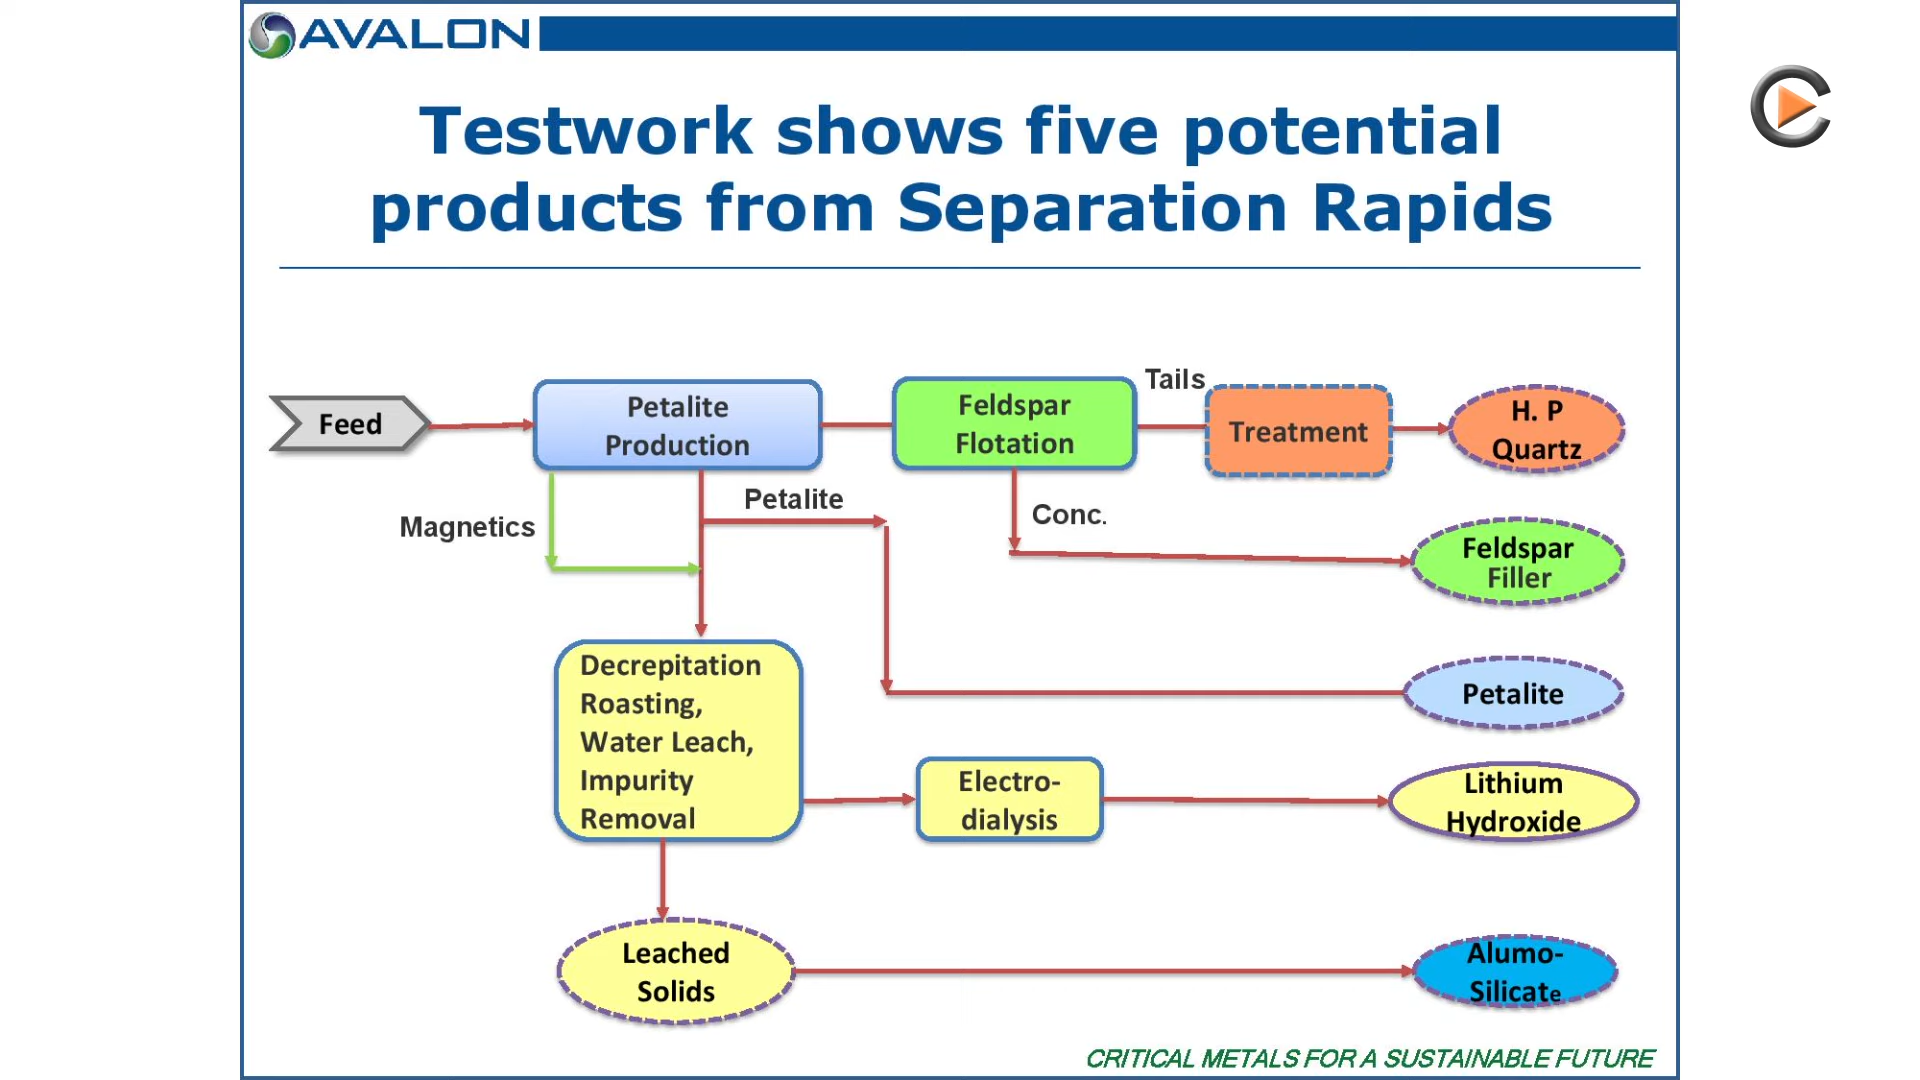 AVALON
Testwork shows five potential
products from Separation Rapids
Feed
Petalite
Production
Feldspar
Flotation
Tails
Treatment
H. P
Quartz
Magnetics
Petalite
Conc.
Feldspar
Filler
Decrepitation
Roasting,
Water Leach,
Impurity
Removal
Petalite
Electro-
dialysis
Lithium
Hydroxide
Leached
Solids
Alumo-
Silicate
CRITICAL METALS FOR A SUSTAINABLE FUTURE